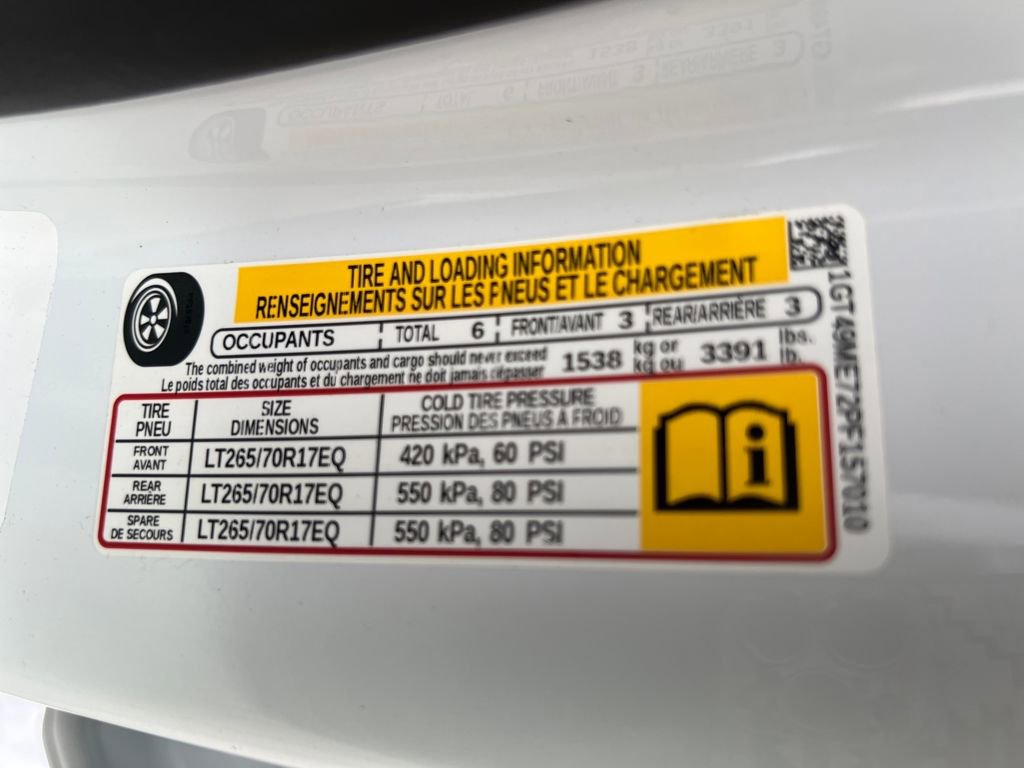 TIRE AND LOADING INFORMATION
RENSEIGNEMENTS SUR LES PNEUS ET LE CHARGEMENT
OCCUPANTS TOTAL 6 FRONT/AVANT 3 REAR/ARRIÈRE 3
The combined weight of occupants and cargo should never exceed 1538 kg or 3391 lbs.
Le poids total des occupants et du chargement ne doit jamais dépasser kg ou lb.
TIRE SIZE COLD TIRE PRESSURE
PNEU DIMENSIONS PRESSION DES PNEUS À FROID
FRONT
AVANT LT265/70R17EQ 420 kPa, 60 PSI
REAR
ARRIÈRE LT265/70R17EQ 550 kPa, 80 PSI
SPARE
DE SECOURS LT265/70R17EQ 550 kPa, 80 PSI
1GT49ME72PF157010